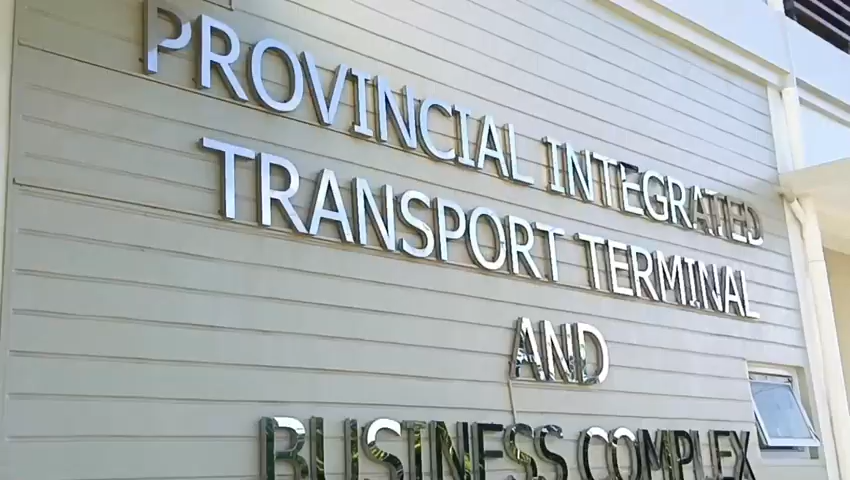 PROVINCIAL INTEGRATED
TRANSPORT TERMINAL
AND
BUSINESS COMPLEX